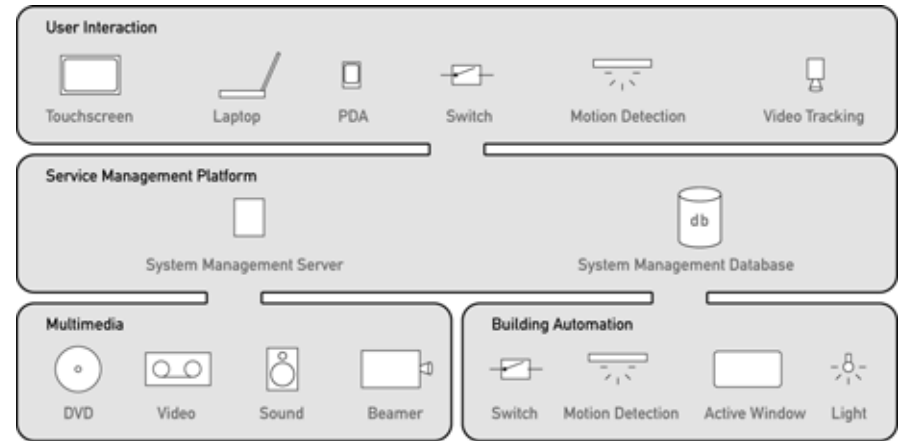 User Interaction
Touchscreen Laptop PDA Switch Motion Detection Video Tracking
Service Management Platform
db
System Management Server System Management Database
Multimedia
DVD Video Sound Beamer
Building Automation
Switch Motion Detection Active Window Light